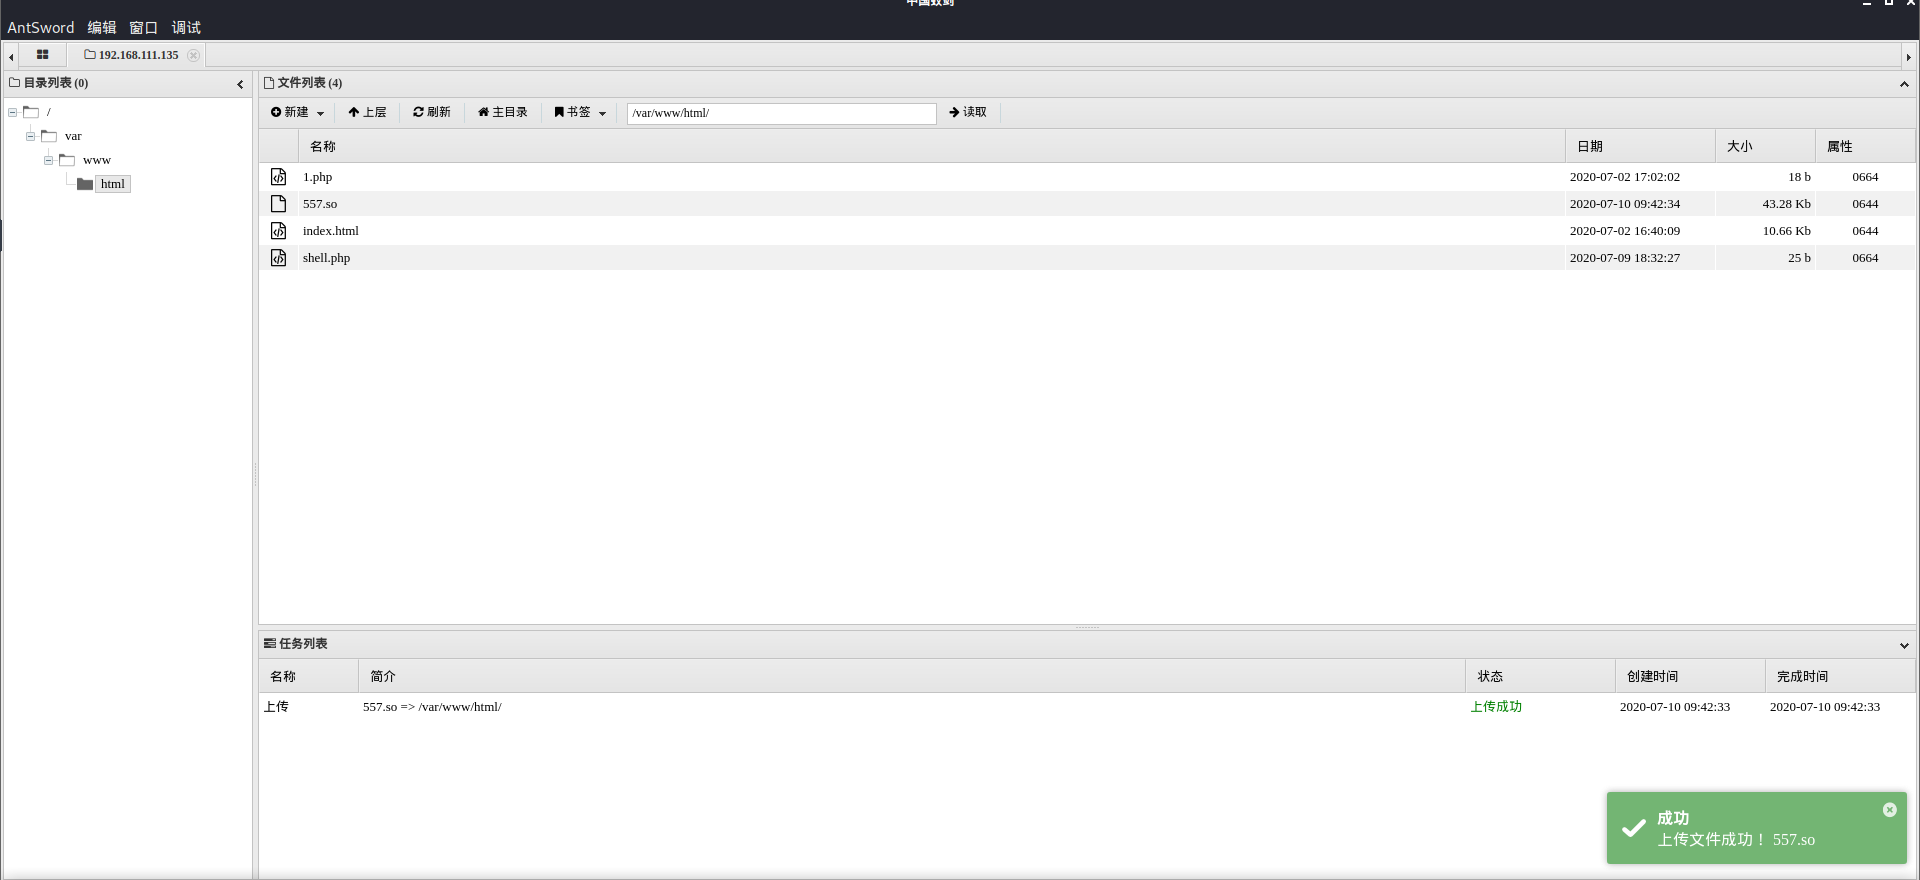 中国蚁剑
AntSword 编辑 窗口 调试
192.168.111.135
目录列表 (0)
/
var
www
html
文件列表 (4)
新建 上层 刷新 主目录 书签 /var/www/html/ 读取
名称 日期 大小 属性
1.php 2020-07-02 17:02:02 18 b 0664
557.so 2020-07-10 09:42:34 43.28 Kb 0644
index.html 2020-07-02 16:40:09 10.66 Kb 0644
shell.php 2020-07-09 18:32:27 25 b 0664
任务列表
名称 简介 状态 创建时间 完成时间
上传 557.so => /var/www/html/ 上传成功 2020-07-10 09:42:33 2020-07-10 09:42:33
成功
上传文件成功！ 557.so